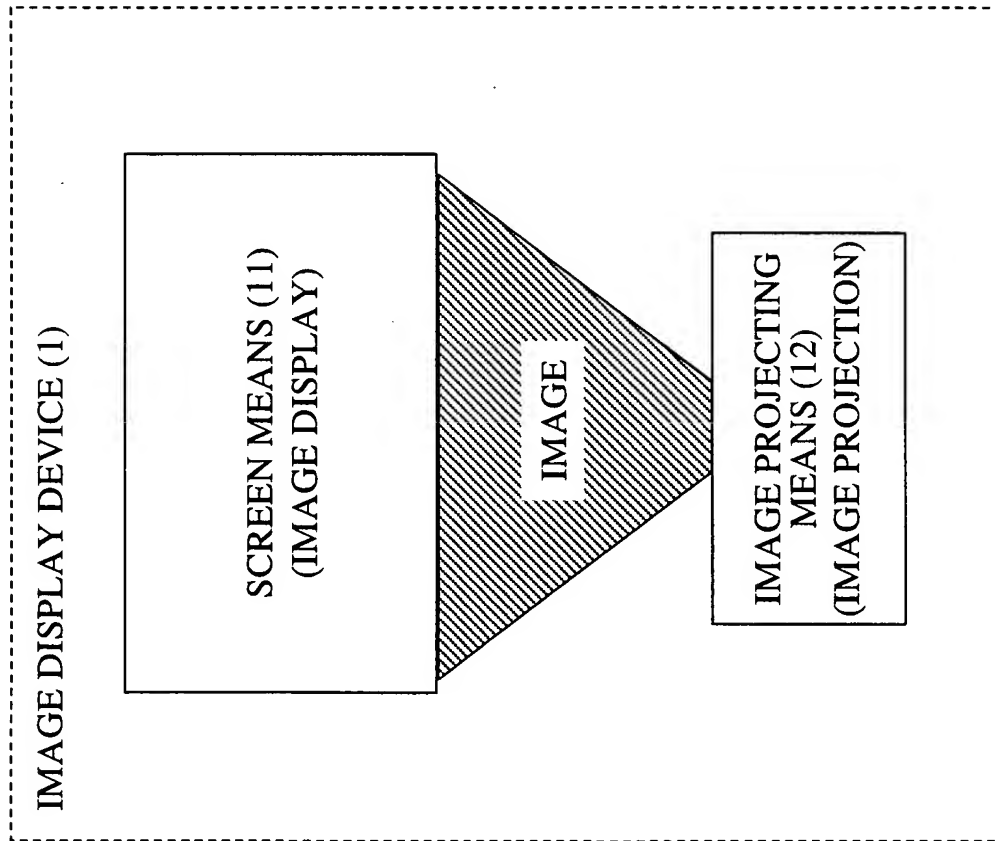 IMAGE DISPLAY DEVICE (1)
SCREEN MEANS (11)
(IMAGE DISPLAY)
IMAGE
IMAGE PROJECTING
MEANS (12)
(IMAGE PROJECTION)